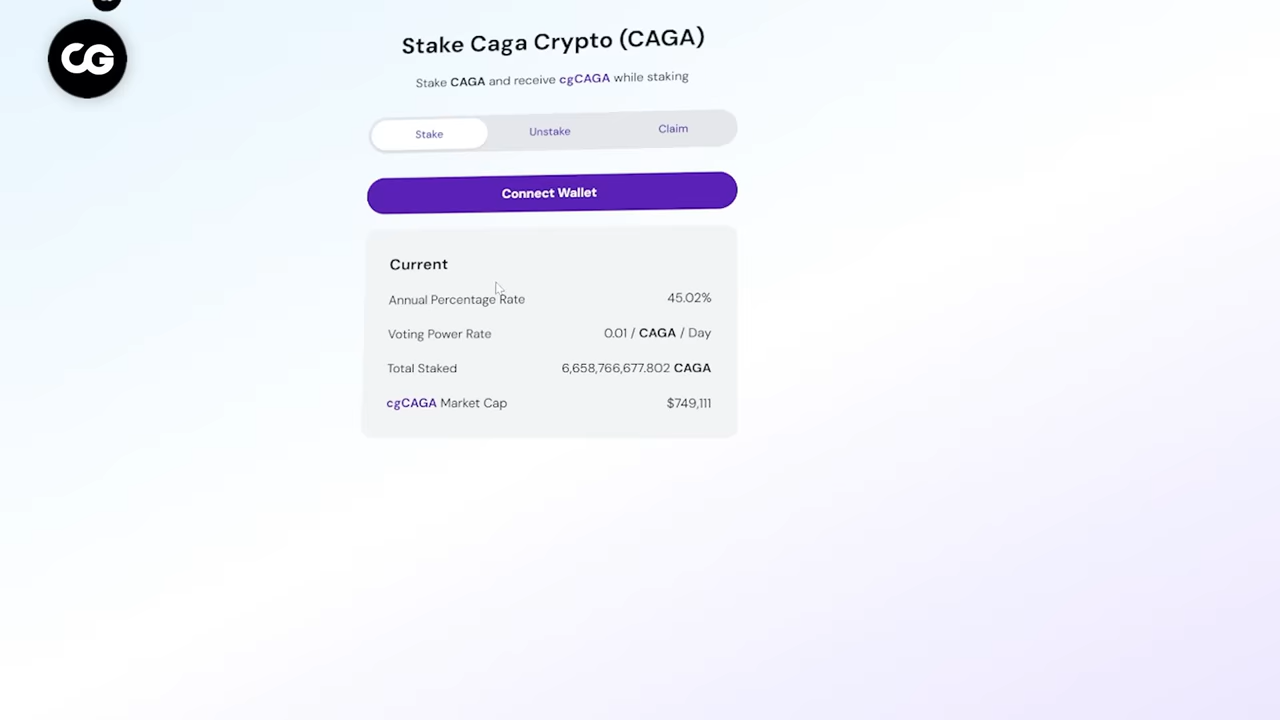 CG
Stake Caga Crypto (CAGA)
Stake CAGA and receive cgCAGA while staking
Stake Unstake Claim
Connect Wallet
Current
Annual Percentage Rate 45.02%
Voting Power Rate 0.01 / CAGA / Day
Total Staked 6,658,766,677.802 CAGA
cgCAGA Market Cap $749,111